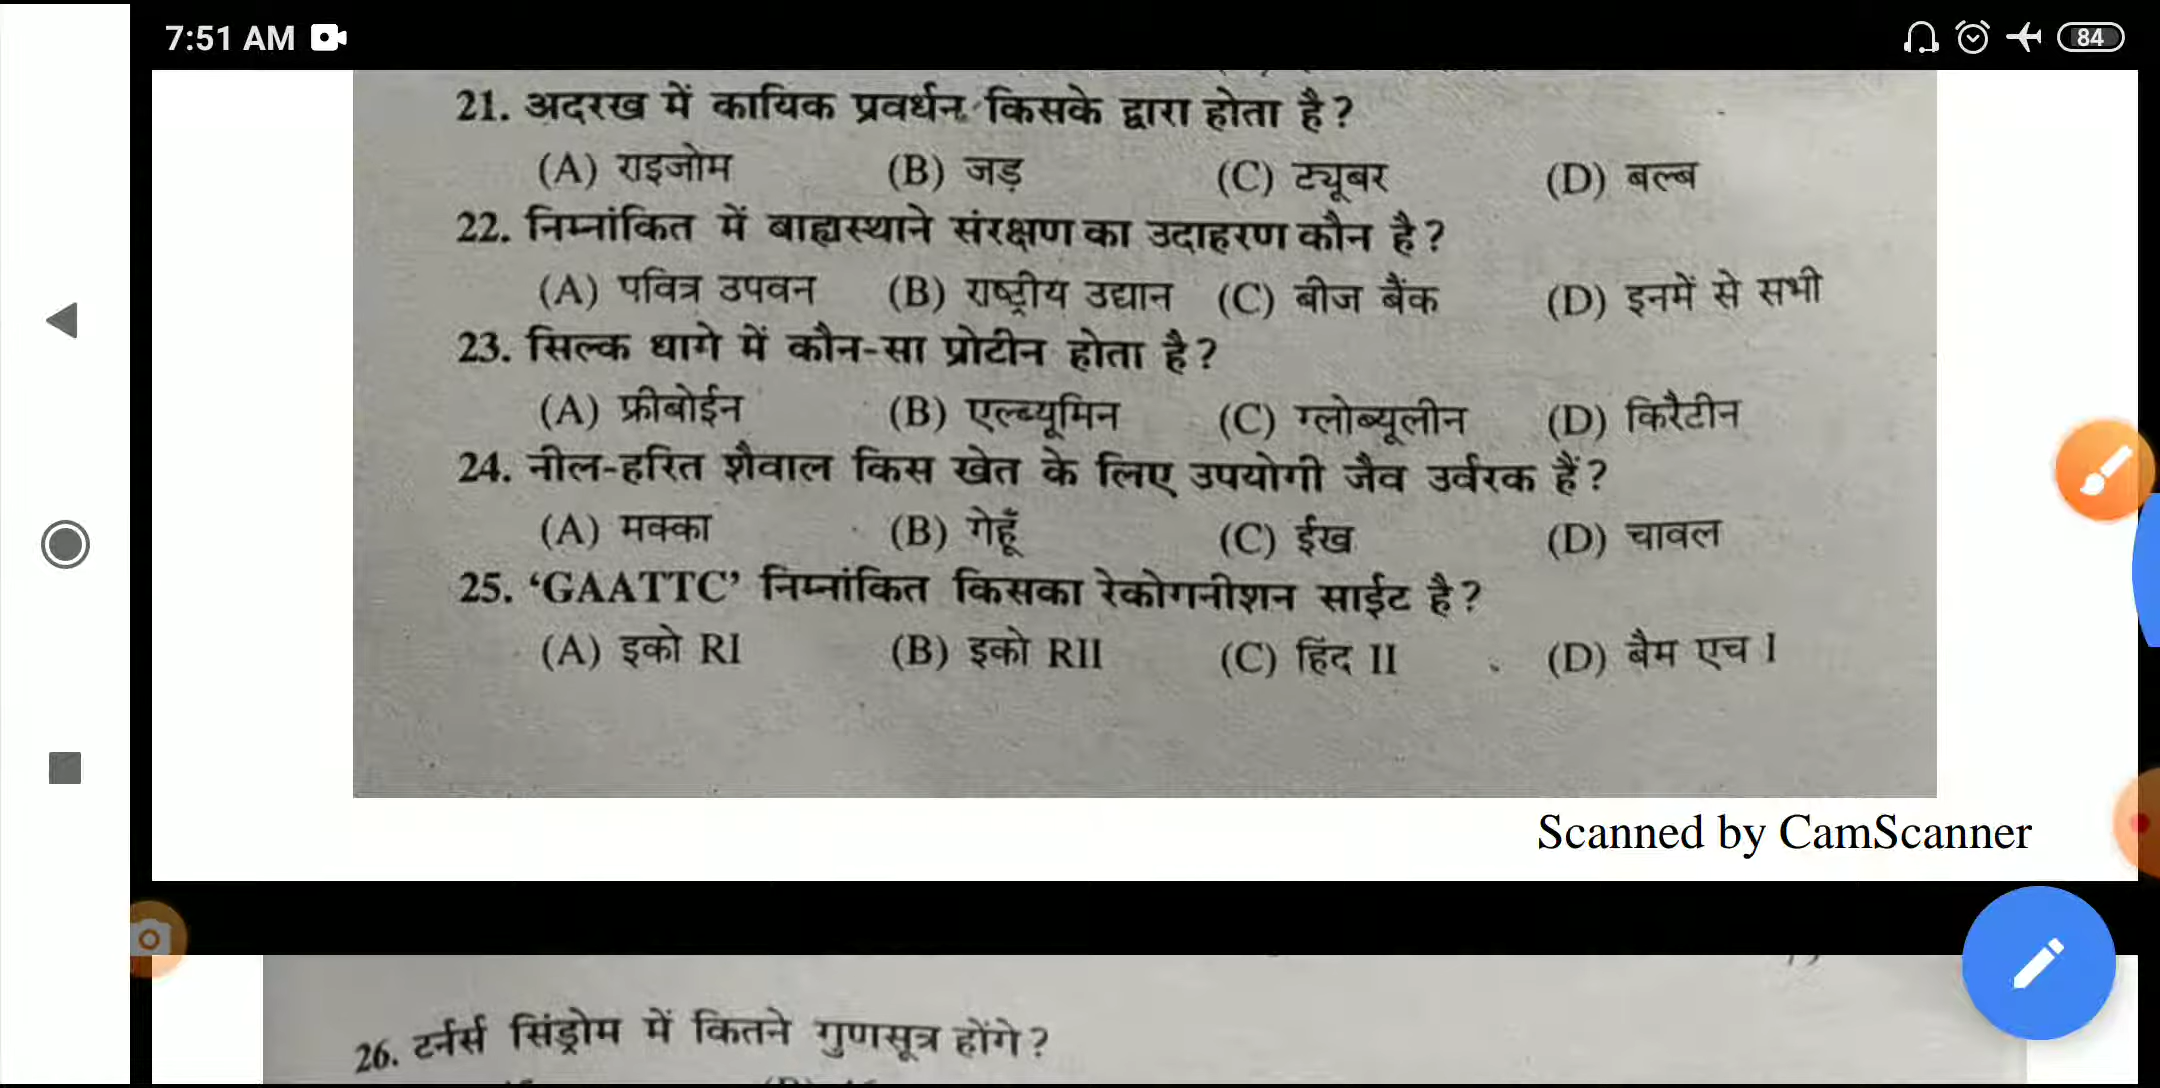 7:51 AM
84
21. अदरख में कायिक प्रवर्धन किसके द्वारा होता है?
(A) राइजोम (B) जड़ (C) ट्यूबर (D) बल्ब
22. निम्नांकित में बाह्यस्थाने संरक्षण का उदाहरण कौन है?
(A) पवित्र उपवन (B) राष्ट्रीय उद्यान (C) बीज बैंक (D) इनमें से सभी
23. सिल्क धागे में कौन-सा प्रोटीन होता है?
(A) फ्रीबोईन (B) एल्ब्यूमिन (C) ग्लोब्यूलीन (D) किरैटीन
24. नील-हरित शैवाल किस खेत के लिए उपयोगी जैव उर्वरक हैं?
(A) मक्का (B) गेहूँ (C) ईख (D) चावल
25. ‘GAATTC’ निम्नांकित किसका रेकोगनीशन साईट है?
(A) इको RI (B) इको RII (C) हिंद II (D) बैम एच I
Scanned by CamScanner
26. टर्नर्स सिंड्रोम में कितने गुणसूत्र होंगे?